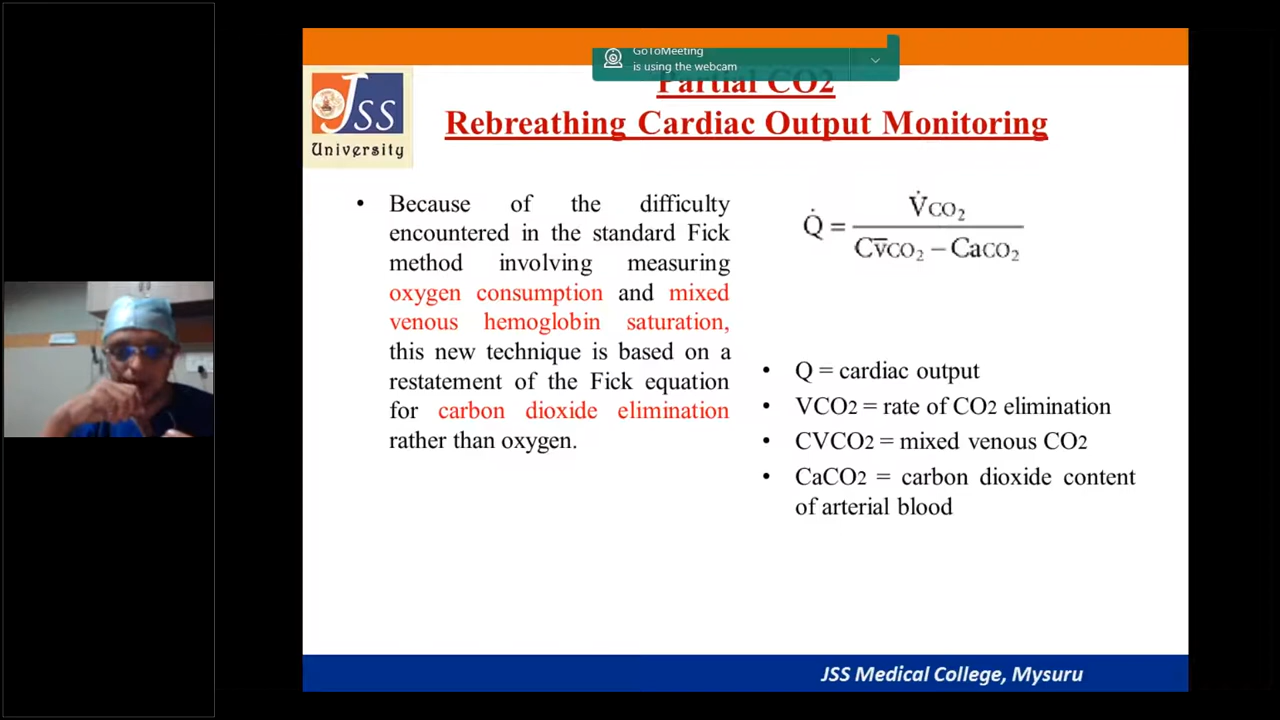 GoToMeeting
is using the webcam
Partial CO2
Rebreathing Cardiac Output Monitoring
JSS
University
• Because of the difficulty
encountered in the standard Fick
method involving measuring
oxygen consumption and mixed
venous hemoglobin saturation,
this new technique is based on a
restatement of the Fick equation
for carbon dioxide elimination
rather than oxygen.
Q̇ = V̇CO₂ / (Cv̅CO₂ – CaCO₂)
• Q = cardiac output
• VCO2 = rate of CO2 elimination
• CVCO2 = mixed venous CO2
• CaCO2 = carbon dioxide content
of arterial blood
JSS Medical College, Mysuru